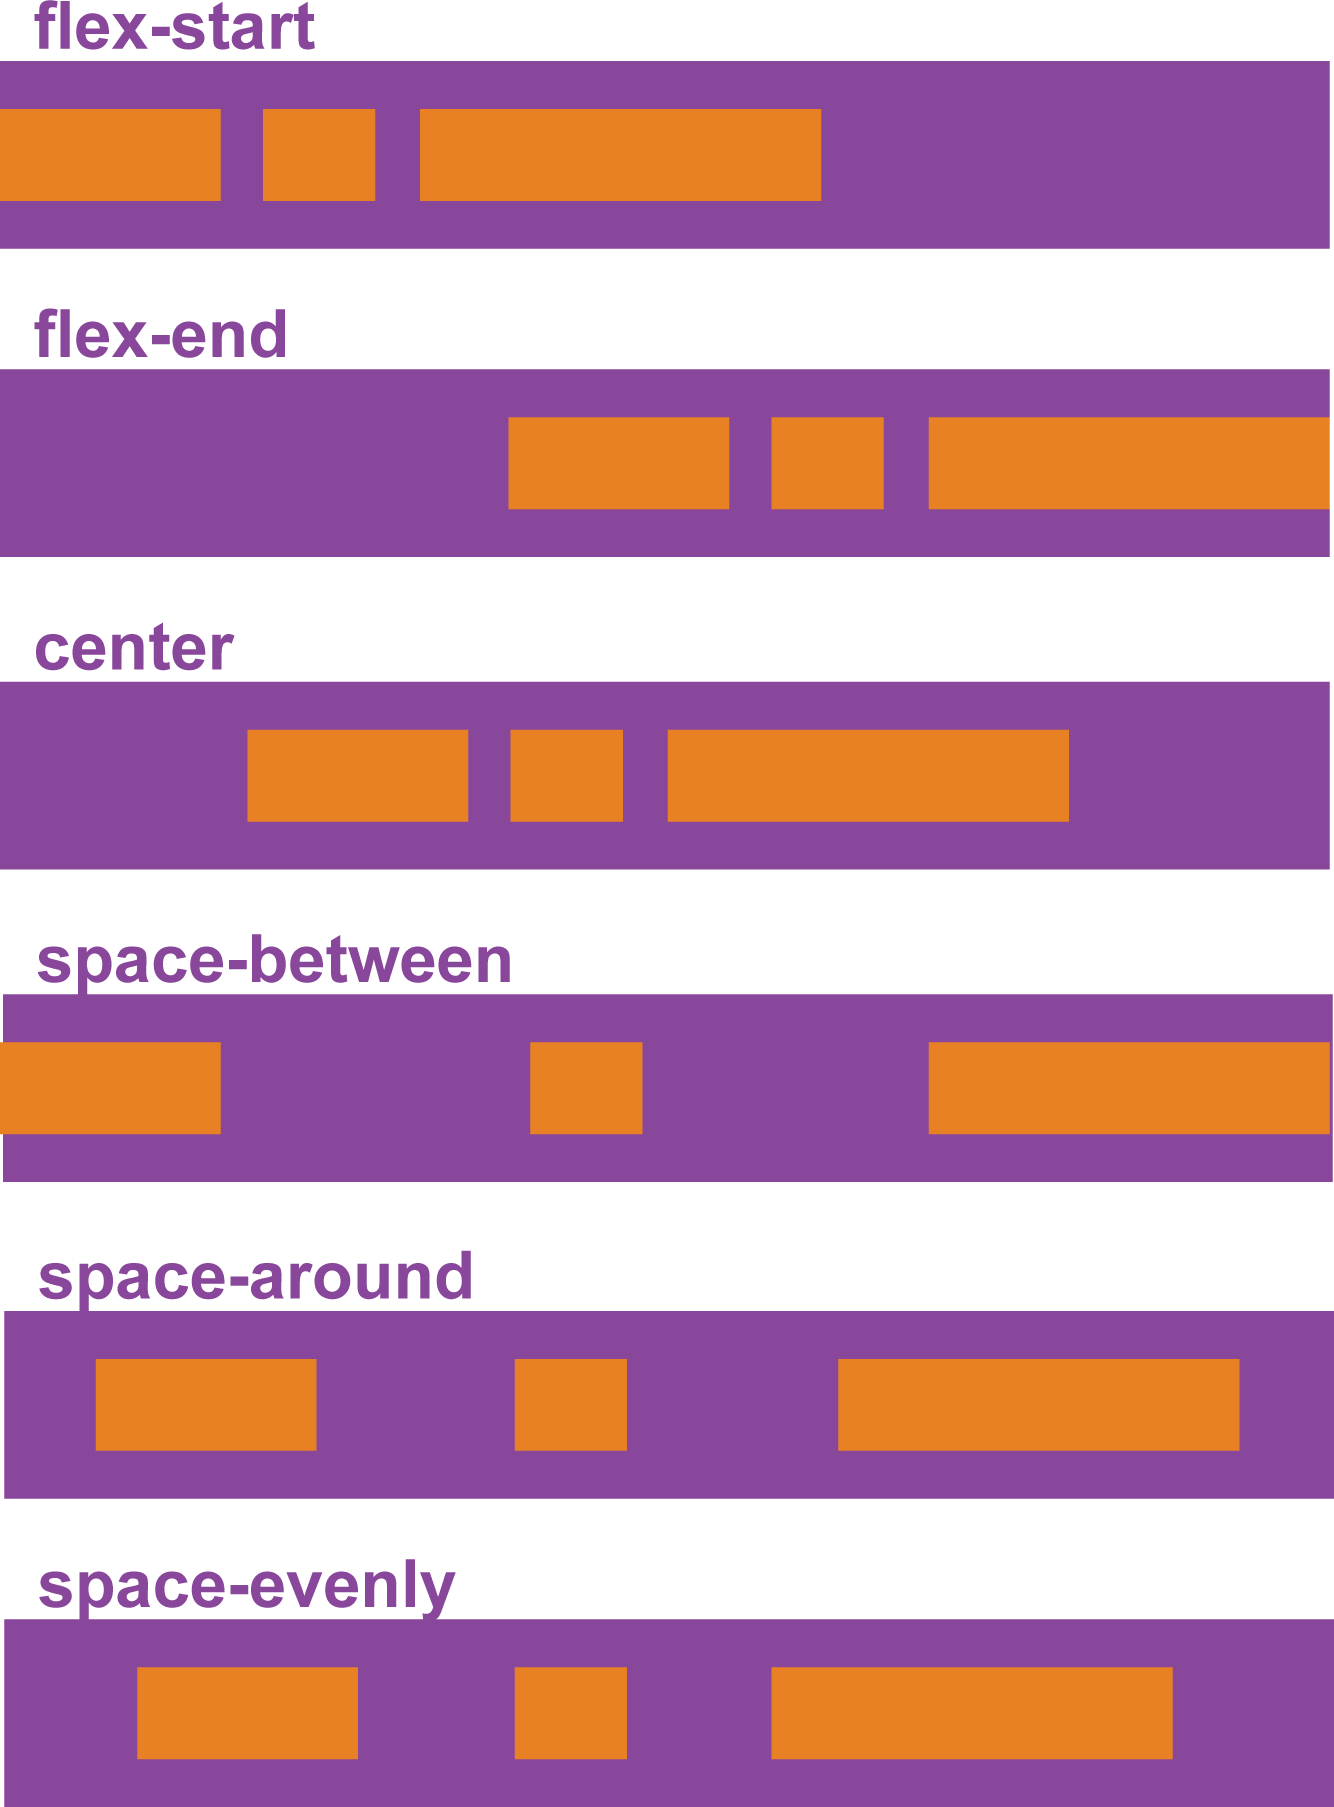 flex-start
flex-end
center
space-between
space-around
space-evenly